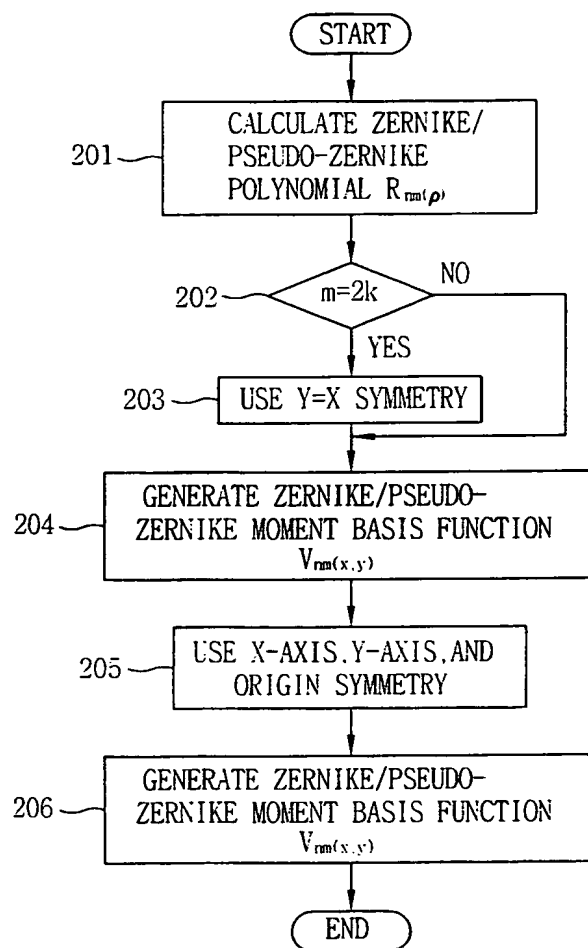 START
201
CALCULATE ZERNIKE/
PSEUDO-ZERNIKE
POLYNOMIAL Rnm(ρ)
202
m=2k
NO
YES
203
USE Y=X SYMMETRY
204
GENERATE ZERNIKE/PSEUDO-
ZERNIKE MOMENT BASIS FUNCTION
Vnm(x,y)
205
USE X-AXIS,Y-AXIS,AND
ORIGIN SYMMETRY
206
GENERATE ZERNIKE/PSEUDO-
ZERNIKE MOMENT BASIS FUNCTION
Vnm(x,y)
END